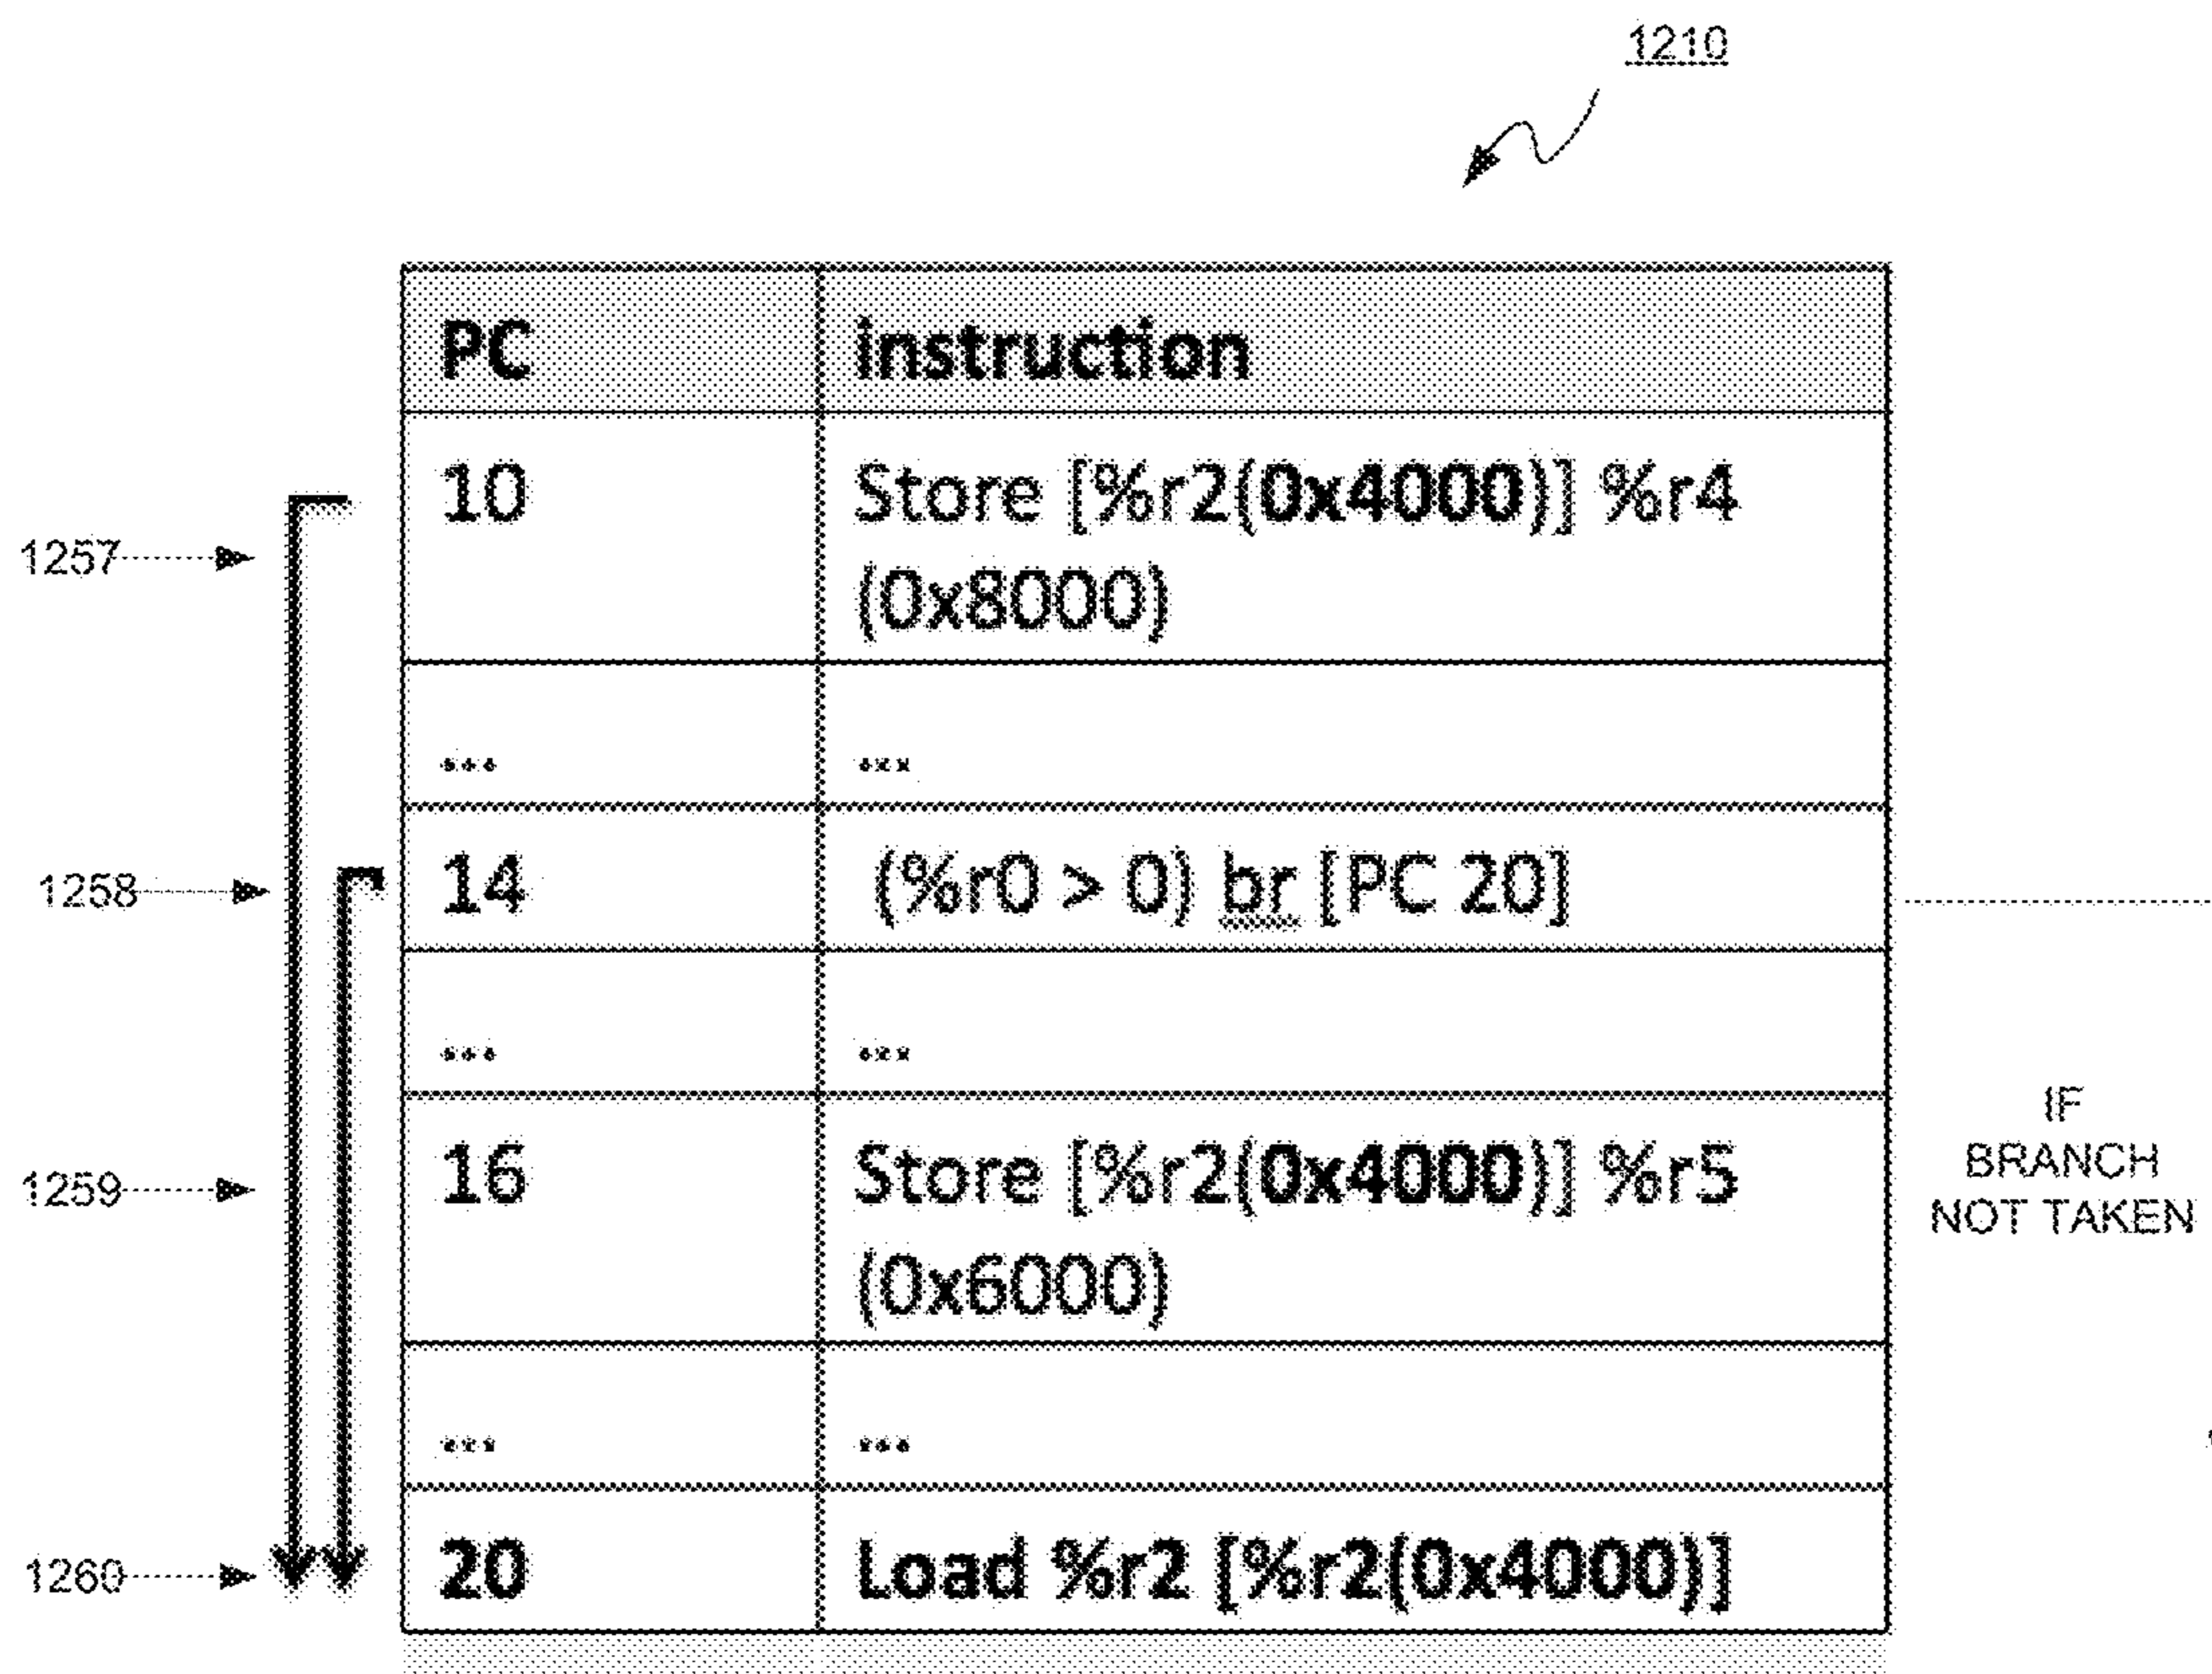 1210
PC instruction
1257 10 Store [%r2(0x4000)] %r4
(0x8000)
... ...
1258 14 (%r0 > 0) br [PC 20]
... ...
IF
BRANCH
1259 16 Store [%r2(0x4000)] %r5
NOT TAKEN
(0x6000)
... ...
1260 20 Load %r2 [%r2(0x4000)]